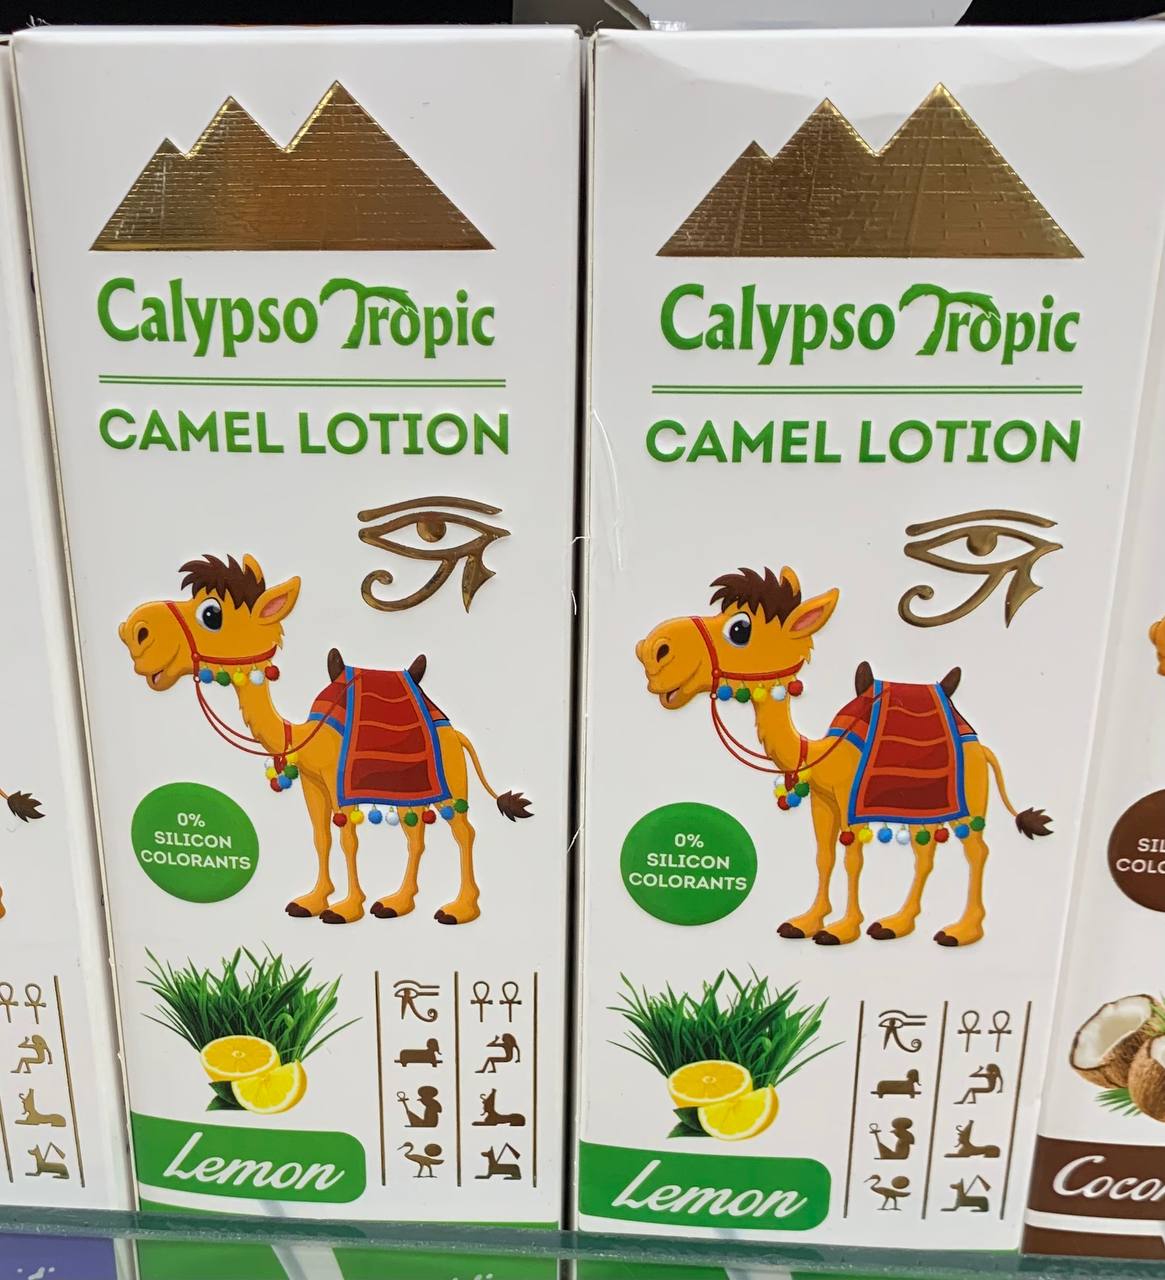 Calypso Tropic
CAMEL LOTION
0%
SILICON
COLORANTS
Lemon
Calypso Tropic
CAMEL LOTION
0%
SILICON
COLORANTS
Lemon